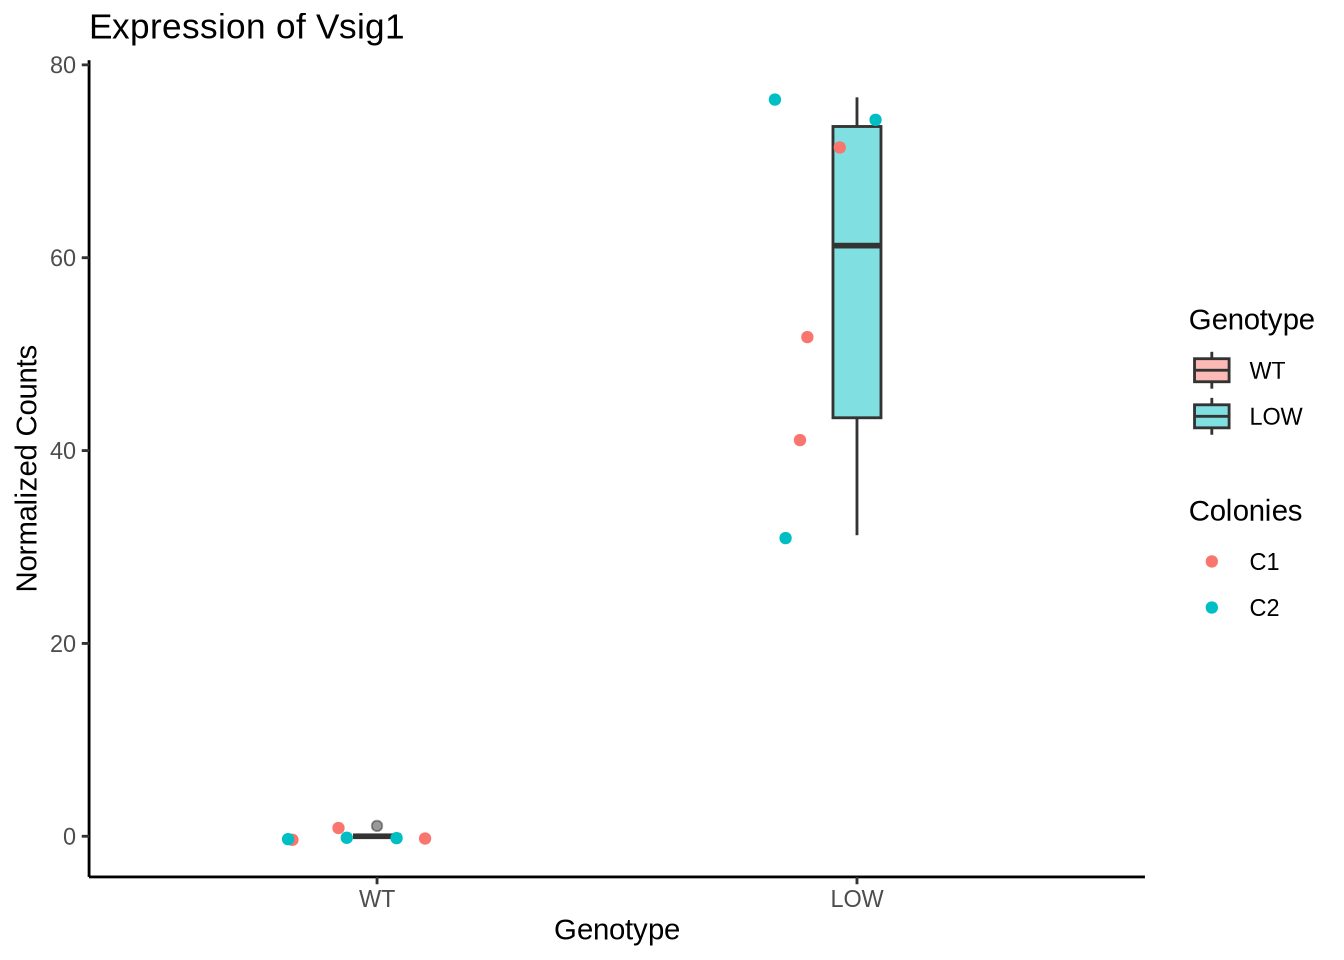 Expression of Vsig1
80
60
40
20
0
Normalized Counts
WT
LOW
Genotype
Genotype
WT
LOW
Colonies
C1
C2